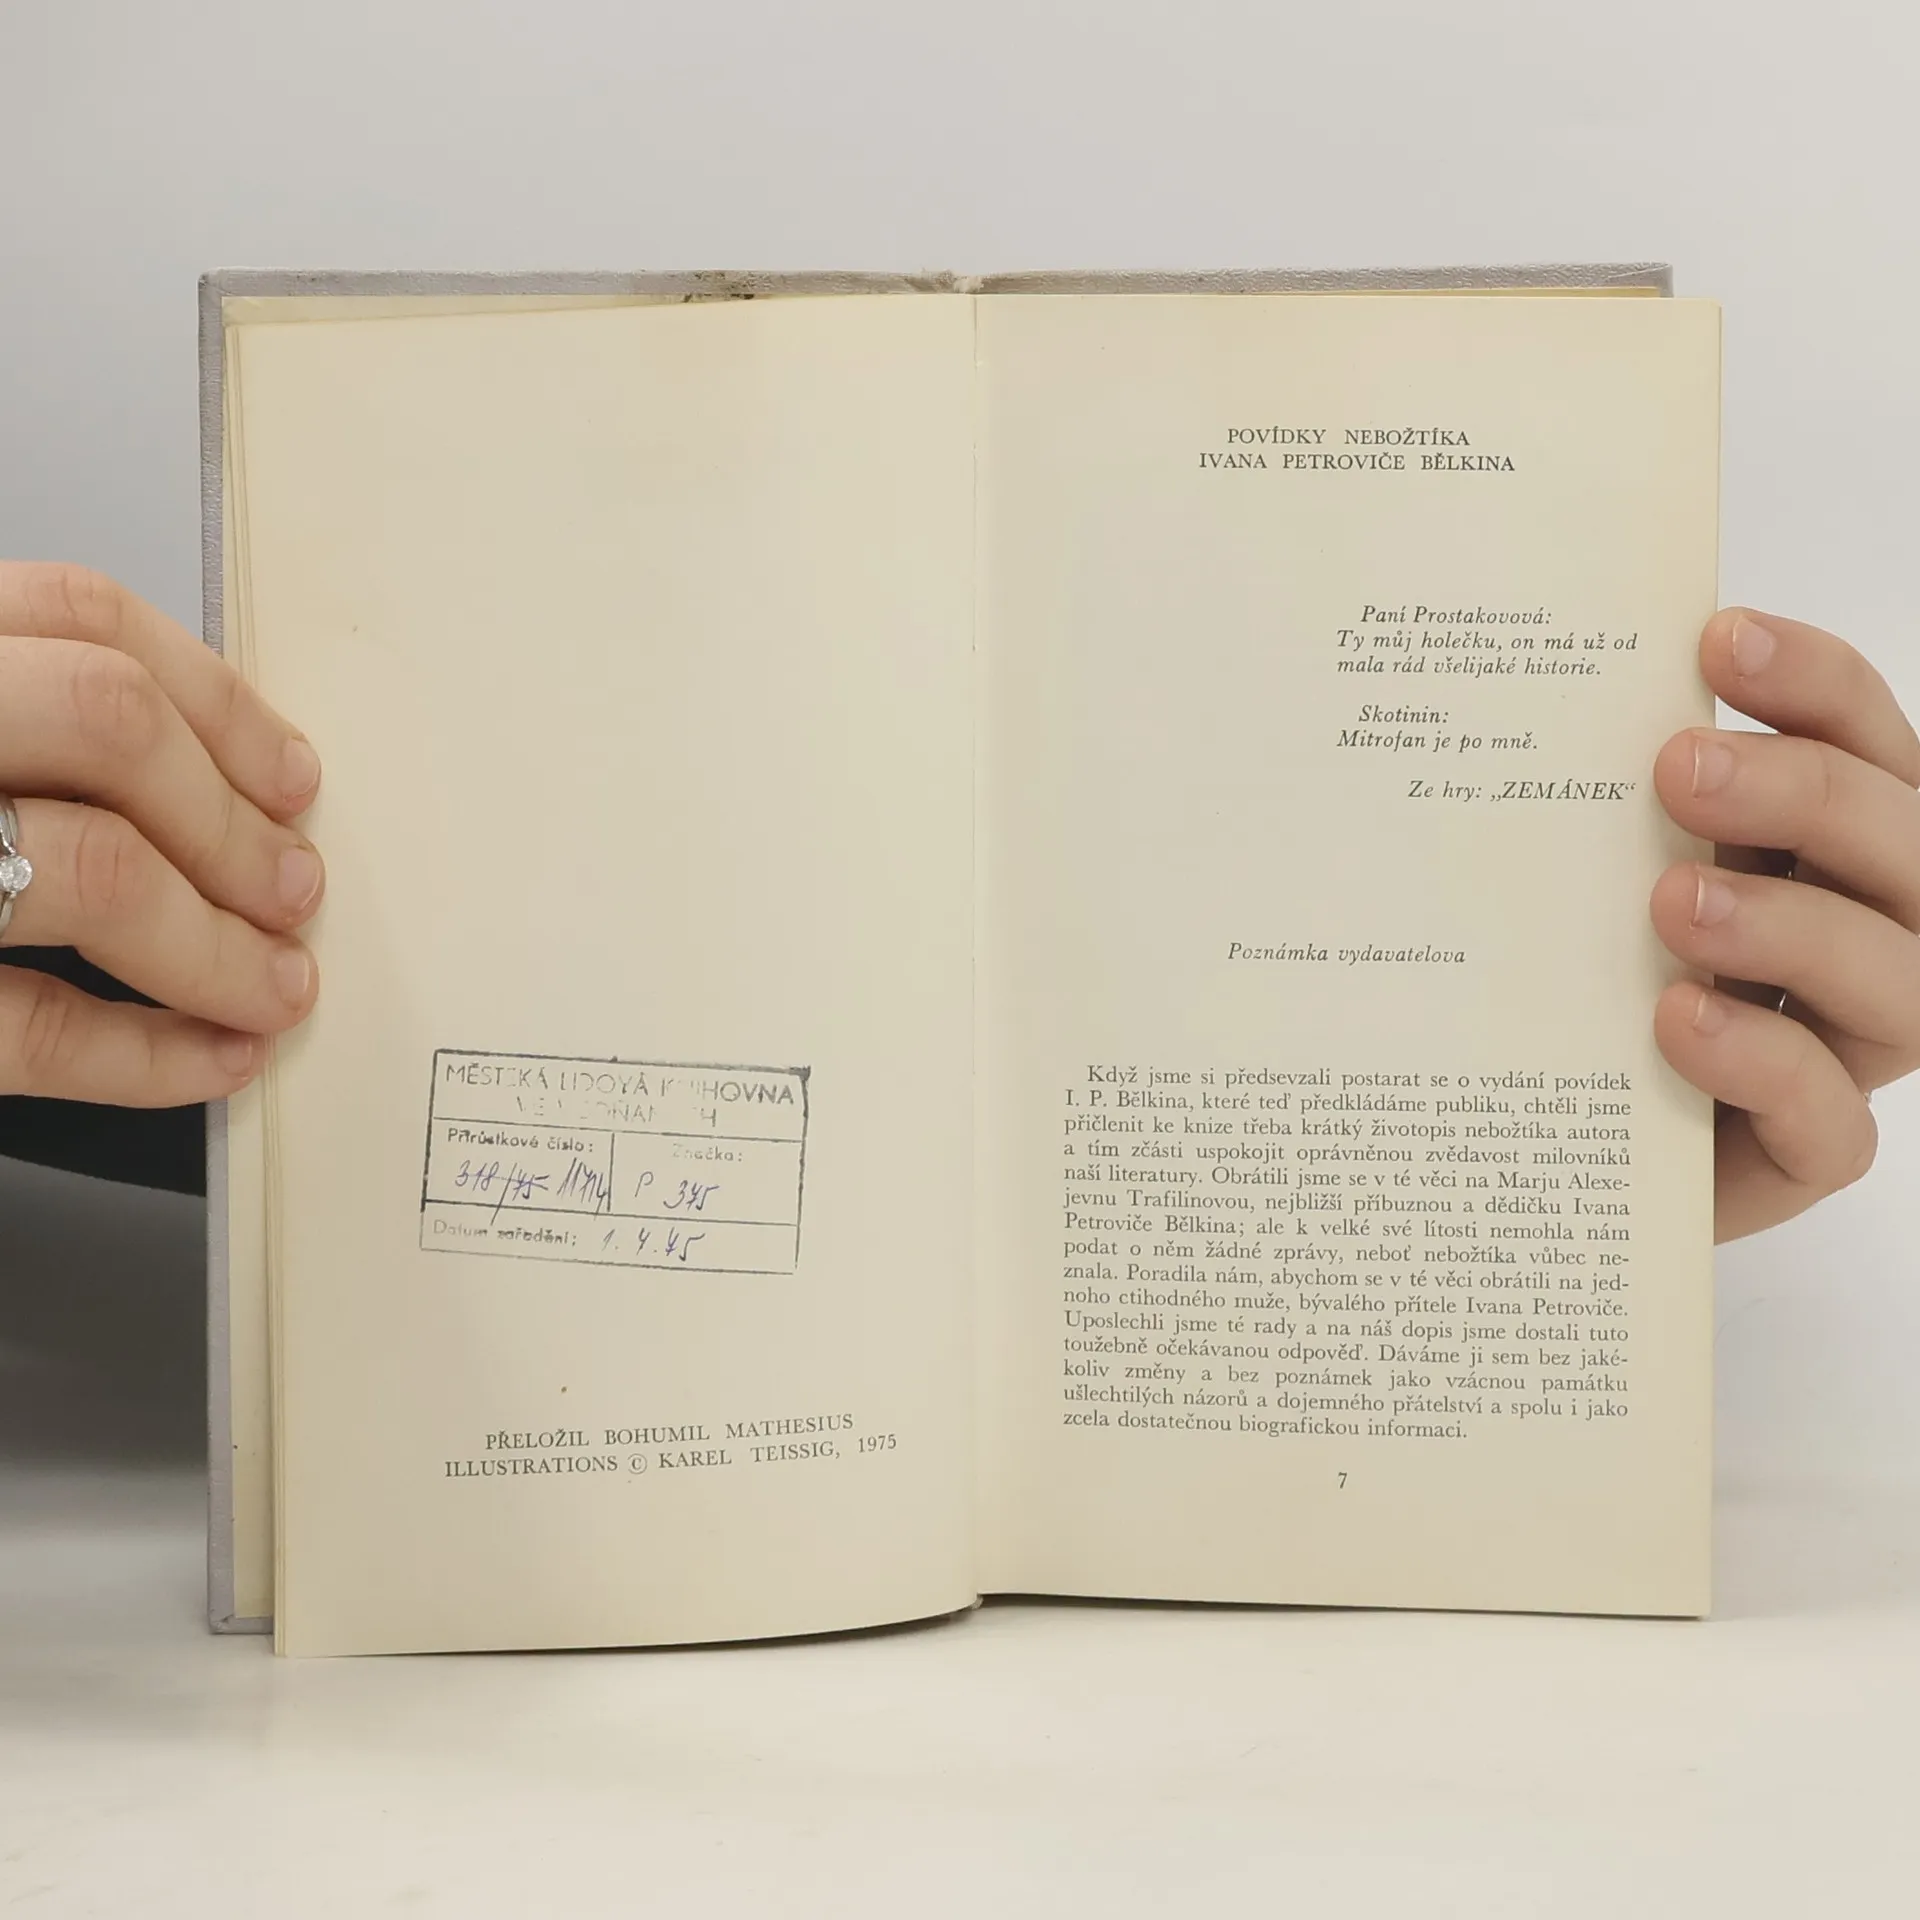 MĚSTSKÁ LIDOVÁ KNIHOVNA
VE
Přírůstkové číslo:
Značka:
318/75 11714
P 375
Datum zařadění: 1. 4. 75
PŘELOŽIL BOHUMIL MATHESIUS
ILLUSTRATIONS © KAREL TEISSIG, 1975
POVÍDKY NEBOŽTÍKA
IVANA PETROVIČE BĚLKINA
Paní Prostakovová:
Ty můj holečku, on má už od
mala rád všelijaké historie.
Skotinin:
Mitrofan je po mně.
Ze hry: „ZEMÁNEK“
Poznámka vydavatelova
Když jsme si předsevzali postarat se o vydání povídek
I. P. Bělkina, které teď předkládáme publiku, chtěli jsme
přičlenit ke knize třeba krátký životopis nebožtíka autora
a tím zčásti uspokojit oprávněnou zvědavost milovníků
naší literatury. Obrátili jsme se v té věci na Marju Alexe-
jevnu Trafilinovou, nejbližší příbuznou a dědičku Ivana
Petroviče Bělkina; ale k velké své lítosti nemohla nám
podat o něm žádné zprávy, neboť nebožtíka vůbec ne-
znala. Poradila nám, abychom se v té věci obrátili na jed-
noho ctihodného muže, bývalého přítele Ivana Petroviče.
Uposlechli jsme té rady a na náš dopis jsme dostali tuto
toužebně očekávanou odpověď. Dáváme ji sem bez jaké-
koliv změny a bez poznámek jako vzácnou památku
ušlechtilých názorů a dojemného přátelství a spolu i jako
zcela dostatečnou biografickou informaci.
7